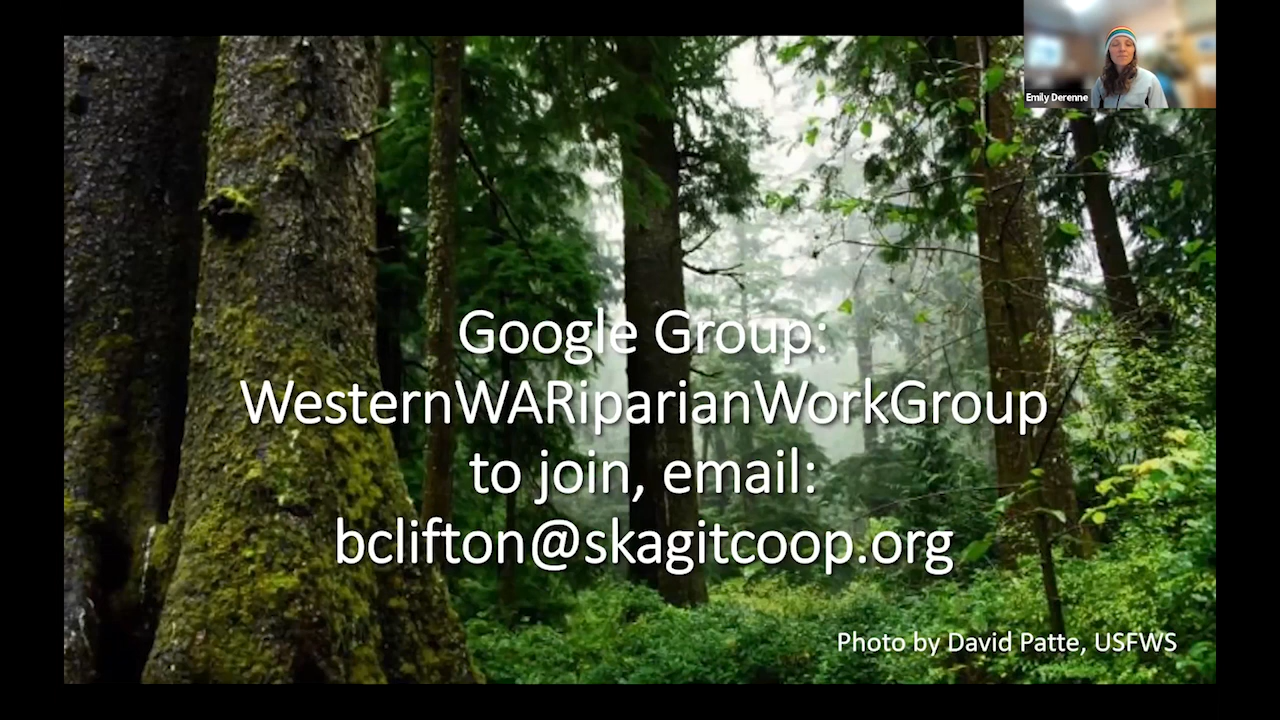 Emily Derenne
Google Group:
WesternWARiparianWorkGroup
to join, email:
bclifton@skagitcoop.org
Photo by David Patte, USFWS